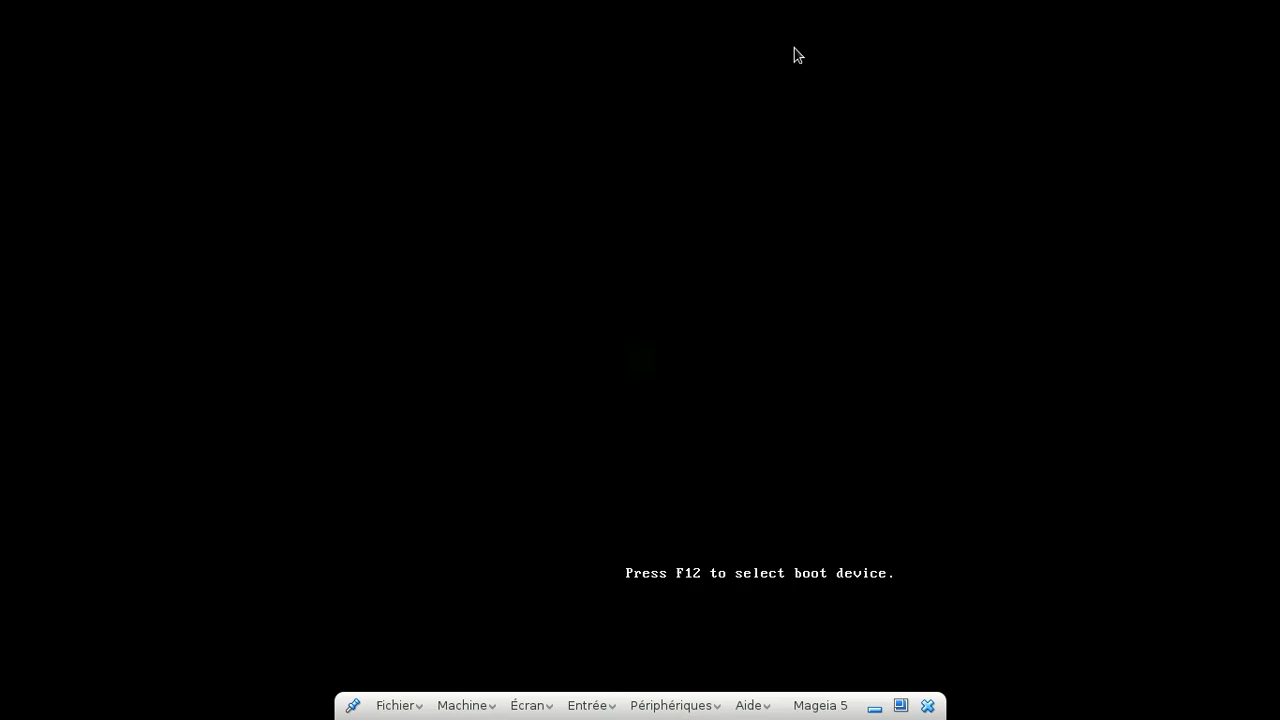 Press F12 to select boot device.
Fichier Machine Écran Entrée Périphériques Aide Mageia 5